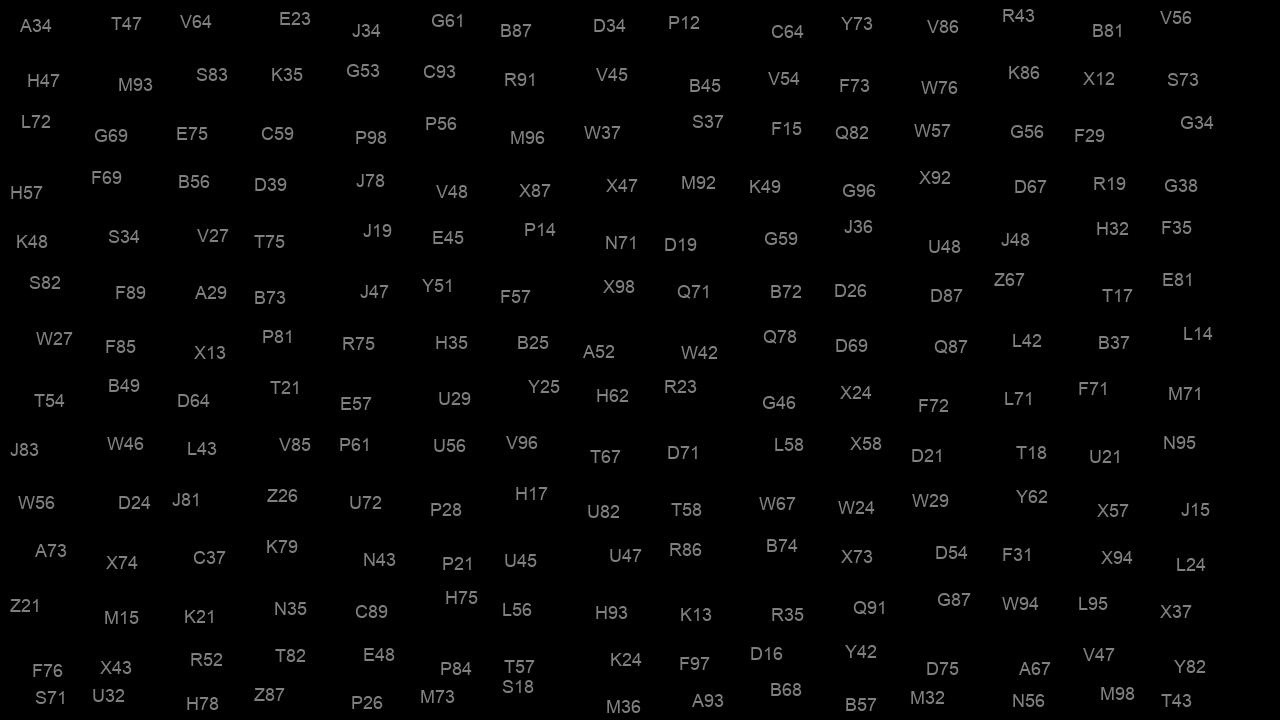 A34 T47 V64 E23 J34 G61 B87 D34 P12 C64 Y73 V86 R43 B81 V56
H47 M93 S83 K35 G53 C93 R91 V45 B45 V54 F73 W76 K86 X12 S73
L72 G69 E75 C59 P98 P56 M96 W37 S37 F15 Q82 W57 G56 F29 G34
H57 F69 B56 D39 J78 V48 X87 X47 M92 K49 G96 X92 D67 R19 G38
K48 S34 V27 T75 J19 E45 P14 N71 D19 G59 J36 U48 J48 H32 F35
S82 F89 A29 B73 J47 Y51 F57 X98 Q71 B72 D26 D87 Z67 T17 E81
W27 F85 X13 P81 R75 H35 B25 A52 W42 Q78 D69 Q87 L42 B37 L14
T54 B49 D64 T21 E57 U29 Y25 H62 R23 G46 X24 F72 L71 F71 M71
J83 W46 L43 V85 P61 U56 V96 T67 D71 L58 X58 D21 T18 U21 N95
W56 D24 J81 Z26 U72 P28 H17 U82 T58 W67 W24 W29 Y62 X57 J15
A73 X74 C37 K79 N43 P21 U45 U47 R86 B74 X73 D54 F31 X94 L24
Z21 M15 K21 N35 C89 H75 L56 H93 K13 R35 Q91 G87 W94 L95 X37
F76 X43 R52 T82 E48 P84 T57 K24 F97 D16 Y42 D75 A67 V47 Y82
S71 U32 H78 Z87 P26 M73 S18 M36 A93 B68 B57 M32 N56 M98 T43